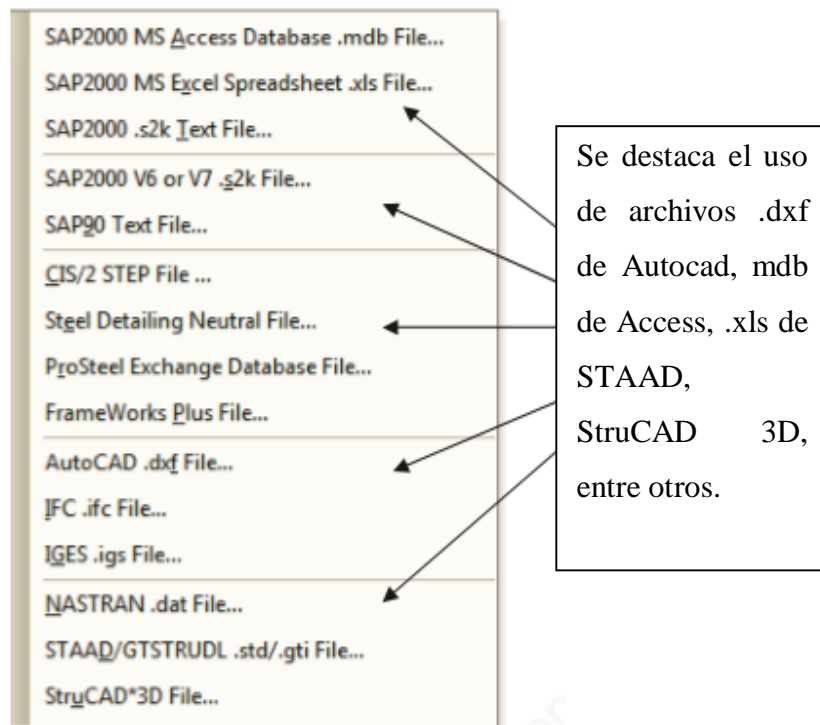 SAP2000 MS Access Database .mdb File...
SAP2000 MS Excel Spreadsheet .xls File...
SAP2000 .s2k Text File...
SAP2000 V6 or V7 .s2k File...
SAP90 Text File...
CIS/2 STEP File ...
Steel Detailing Neutral File...
ProSteel Exchange Database File...
FrameWorks Plus File...
AutoCAD .dxf File...
IFC .ifc File...
IGES .igs File...
NASTRAN .dat File...
STAAD/GTSTRUDL .std/.gti File...
StruCAD*3D File...
Se destaca el uso
de archivos .dxf
de Autocad, mdb
de Access, .xls de
STAAD,
StruCAD 3D,
entre otros.